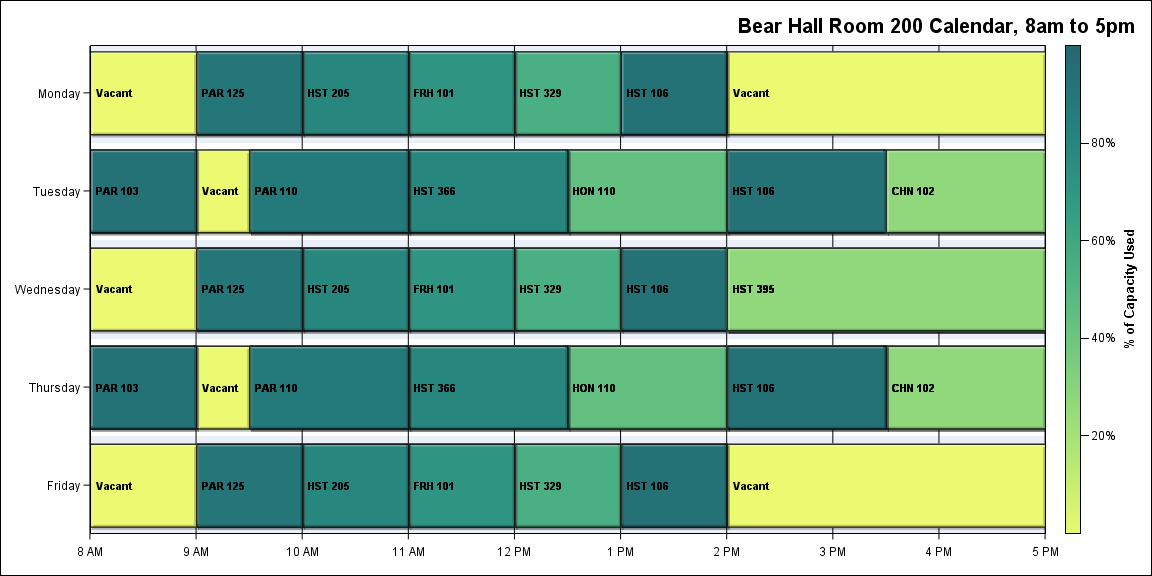 Bear Hall Room 200 Calendar, 8am to 5pm
Monday
Vacant
PAR 125
HST 205
FRH 101
HST 329
HST 106
Vacant
Tuesday
PAR 103
Vacant
PAR 110
HST 366
HON 110
HST 106
CHN 102
Wednesday
Vacant
PAR 125
HST 205
FRH 101
HST 329
HST 106
HST 395
Thursday
PAR 103
Vacant
PAR 110
HST 366
HON 110
HST 106
CHN 102
Friday
Vacant
PAR 125
HST 205
FRH 101
HST 329
HST 106
Vacant
8 AM
9 AM
10 AM
11 AM
12 PM
1 PM
2 PM
3 PM
4 PM
5 PM
80%
60%
40%
20%
% of Capacity Used